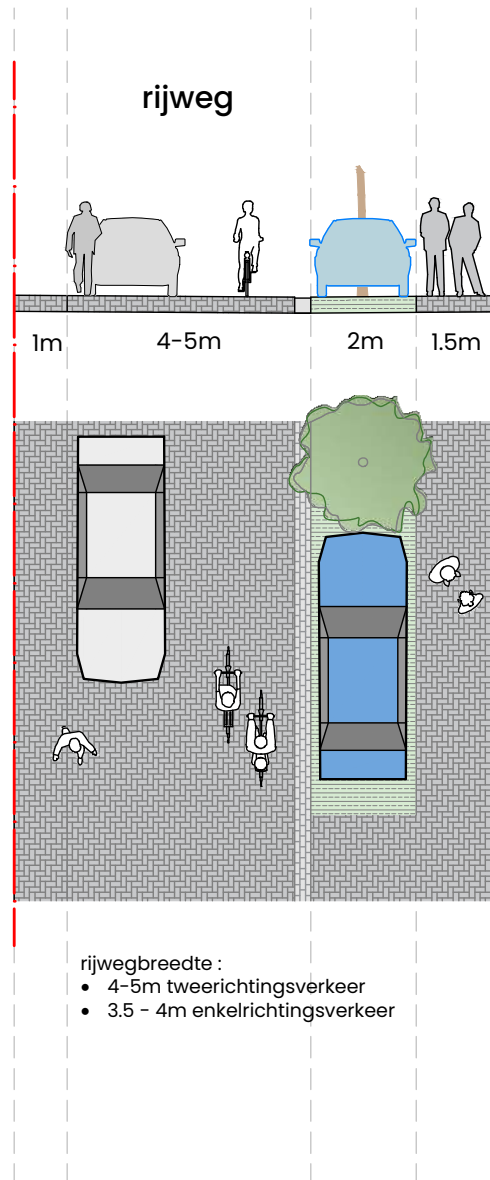 rijweg
1m
4-5m
2m
1.5m
rijwegbreedte :
• 4-5m tweerichtingsverkeer
• 3.5 - 4m enkelrichtingsverkeer